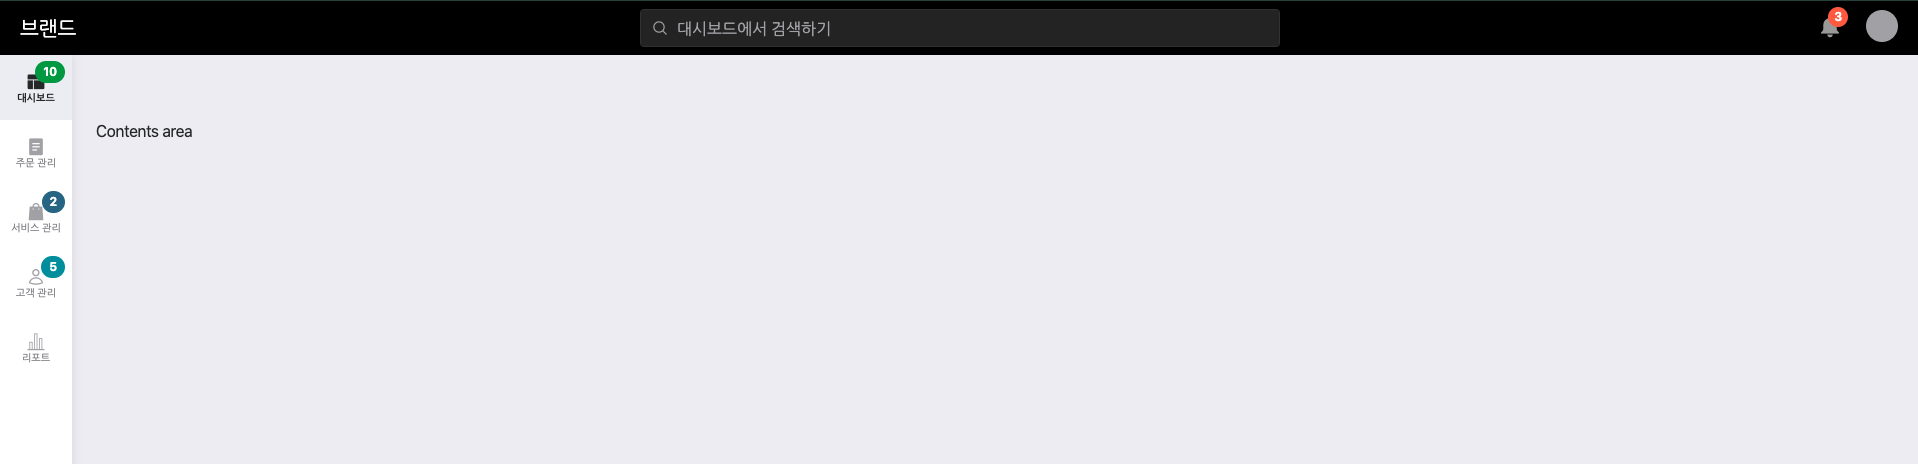 브랜드
대시보드에서 검색하기
3
10
대시보드
Contents area
주문 관리
2
서비스 관리
5
고객 관리
리포트